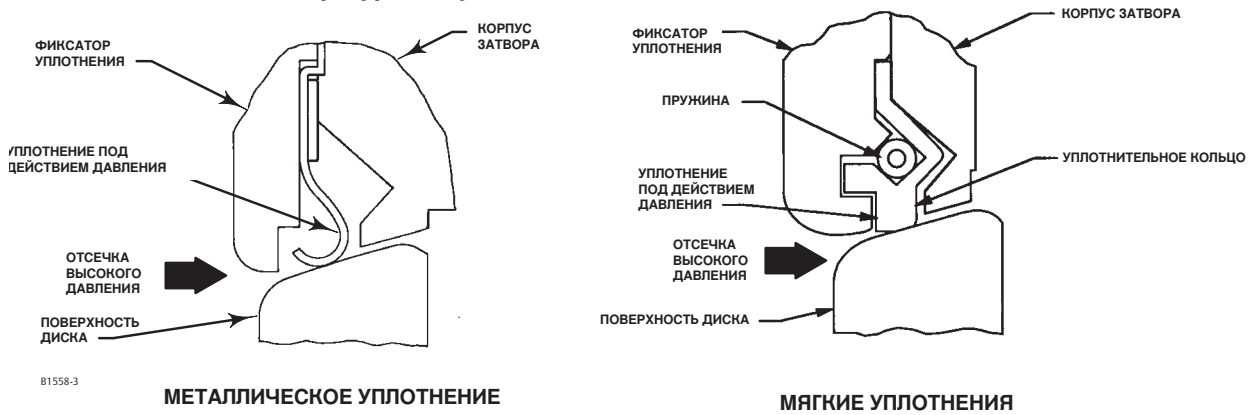 ФИКСАТОР
УПЛОТНЕНИЯ
КОРПУС
ЗАТВОРА
УПЛОТНЕНИЕ ПОД
ДЕЙСТВИЕМ ДАВЛЕНИЯ
ОТСЕЧКА
ВЫСОКОГО
ДАВЛЕНИЯ
ПОВЕРХНОСТЬ
ДИСКА
B1558-3
МЕТАЛЛИЧЕСКОЕ УПЛОТНЕНИЕ
ФИКСАТОР
УПЛОТНЕНИЯ
КОРПУС ЗАТВОРА
ПРУЖИНА
УПЛОТНИТЕЛЬНОЕ КОЛЬЦО
УПЛОТНЕНИЕ
ПОД ДЕЙСТВИЕМ
ДАВЛЕНИЯ
ОТСЕЧКА
ВЫСОКОГО
ДАВЛЕНИЯ
ПОВЕРХНОСТЬ ДИСКА
МЯГКИЕ УПЛОТНЕНИЯ